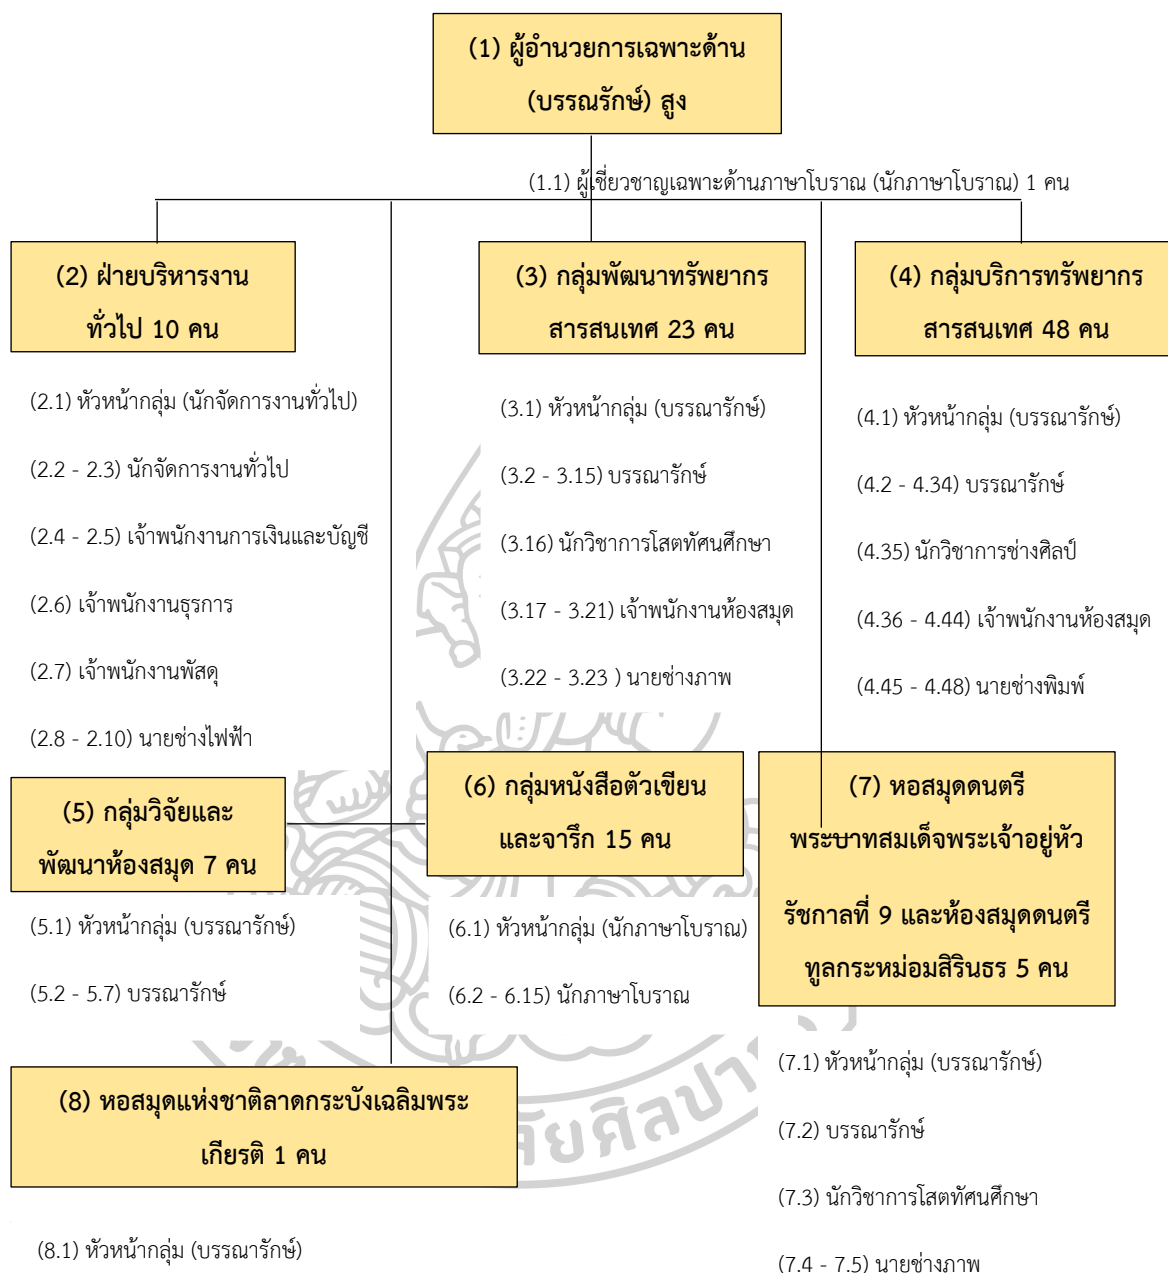 (1) ผู้อำนวยการเฉพาะด้าน
(บรรณรักษ์) สูง
(1.1) ผู้เชี่ยวชาญเฉพาะด้านภาษาโบราณ (นักภาษาโบราณ) 1 คน
(2) ฝ่ายบริหารงาน
ทั่วไป 10 คน
(3) กลุ่มพัฒนาทรัพยากร
สารสนเทศ 23 คน
(4) กลุ่มบริการทรัพยากร
สารสนเทศ 48 คน
(2.1) หัวหน้ากลุ่ม (นักจัดการงานทั่วไป)
(2.2 - 2.3) นักจัดการงานทั่วไป
(2.4 - 2.5) เจ้าพนักงานการเงินและบัญชี
(2.6) เจ้าพนักงานธุรการ
(2.7) เจ้าพนักงานพัสดุ
(2.8 - 2.10) นายช่างไฟฟ้า
(3.1) หัวหน้ากลุ่ม (บรรณารักษ์)
(3.2 - 3.15) บรรณารักษ์
(3.16) นักวิชาการโสตทัศนศึกษา
(3.17 - 3.21) เจ้าพนักงานห้องสมุด
(3.22 - 3.23 ) นายช่างภาพ
(4.1) หัวหน้ากลุ่ม (บรรณารักษ์)
(4.2 - 4.34) บรรณารักษ์
(4.35) นักวิชาการช่างศิลป์
(4.36 - 4.44) เจ้าพนักงานห้องสมุด
(4.45 - 4.48) นายช่างพิมพ์
(5) กลุ่มวิจัยและ
พัฒนาห้องสมุด 7 คน
(5.1) หัวหน้ากลุ่ม (บรรณารักษ์)
(5.2 - 5.7) บรรณารักษ์
(6) กลุ่มหนังสือตัวเขียน
และจารึก 15 คน
(6.1) หัวหน้ากลุ่ม (นักภาษาโบราณ)
(6.2 - 6.15) นักภาษาโบราณ
(7) หอสมุดดนตรี
พระบาทสมเด็จพระเจ้าอยู่หัว
รัชกาลที่ 9 และห้องสมุดดนตรี
ทูลกระหม่อมสิรินธร 5 คน
(7.1) หัวหน้ากลุ่ม (บรรณารักษ์)
(7.2) บรรณารักษ์
(7.3) นักวิชาการโสตทัศนศึกษา
(7.4 - 7.5) นายช่างภาพ
(8) หอสมุดแห่งชาติลาดกระบังเฉลิมพระ
เกียรติ 1 คน
(8.1) หัวหน้ากลุ่ม (บรรณารักษ์)